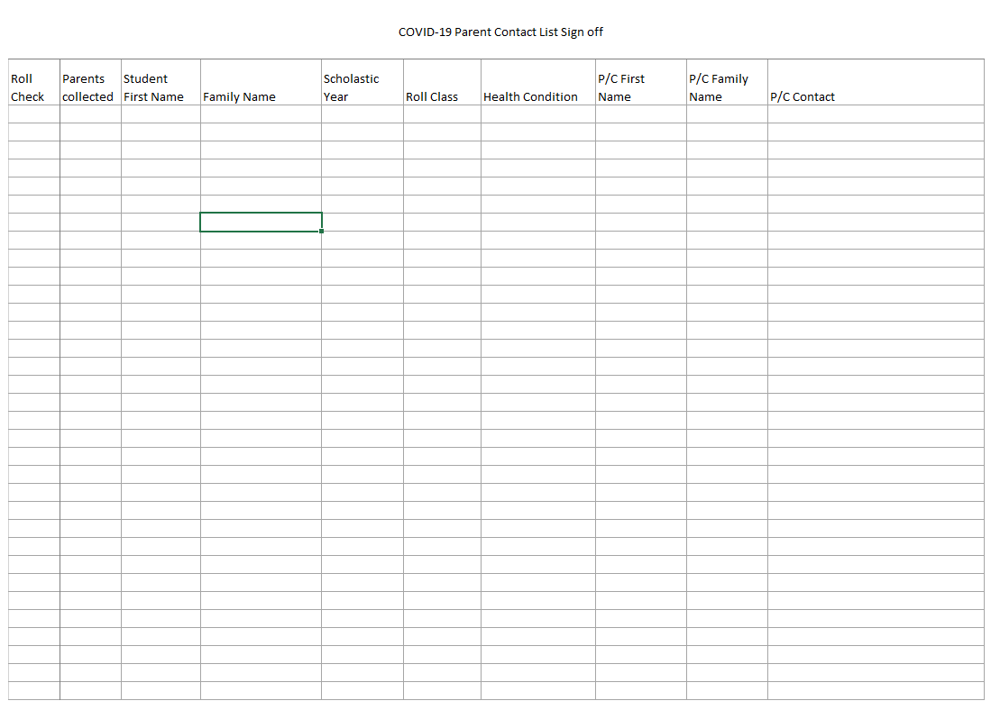 COVID-19 Parent Contact List Sign off
Roll Check
Parents collected
Student First Name
Family Name
Scholastic Year
Roll Class
Health Condition
P/C First Name
P/C Family Name
P/C Contact